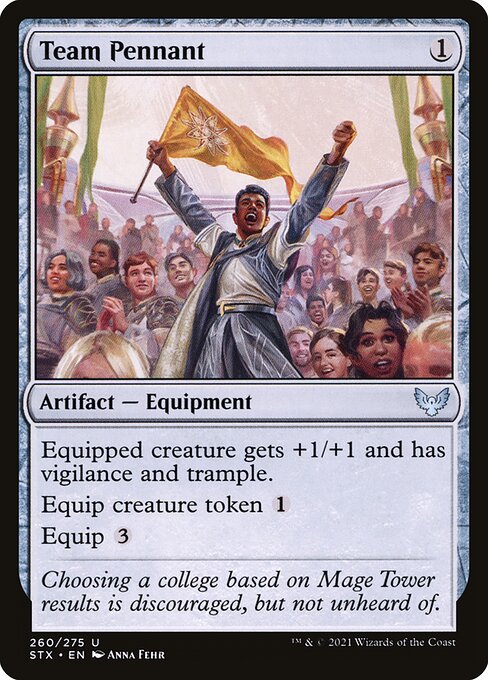 Team Pennant 1
Artifact — Equipment
Equipped creature gets +1/+1 and has
vigilance and trample.
Equip creature token 1
Equip 3
Choosing a college based on Mage Tower
results is discouraged, but not unheard of.
260/275 U
STX • EN Anna Fehr
™ & © 2021 Wizards of the Coast